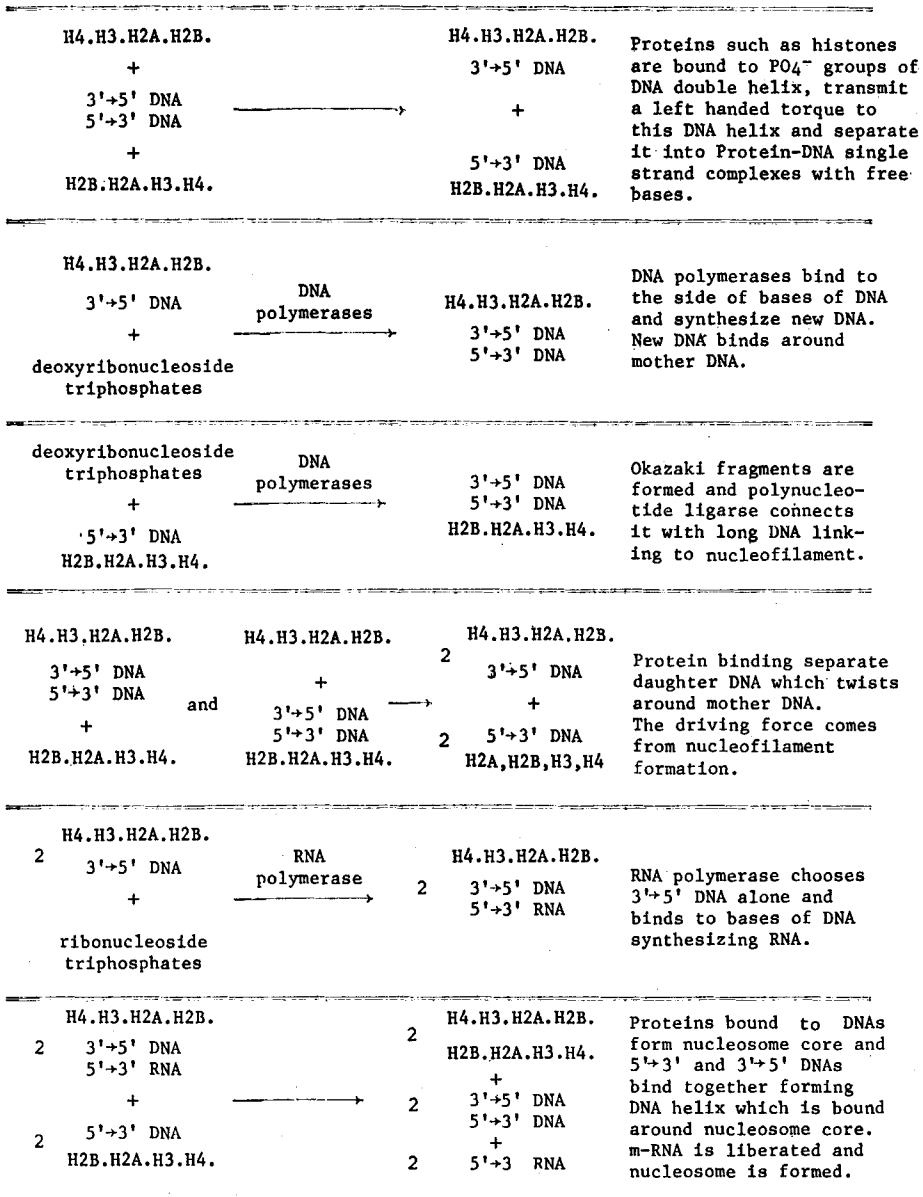 H4.H3.H2A.H2B.
+
3'→5' DNA
5'→3' DNA
+
H2B.H2A.H3.H4.
H4.H3.H2A.H2B.
3'→5' DNA
+
5'→3' DNA
H2B.H2A.H3.H4.
Proteins such as histones
are bound to PO4⁻ groups of
DNA double helix, transmit
a left handed torque to
this DNA helix and separate
it into Protein-DNA single
strand complexes with free
bases.
H4.H3.H2A.H2B.
3'→5' DNA
+
deoxyribonucleoside
triphosphates
DNA
polymerases
H4.H3.H2A.H2B.
3'→5' DNA
5'→3' DNA
DNA polymerases bind to
the side of bases of DNA
and synthesize new DNA.
New DNA binds around
mother DNA.
deoxyribonucleoside
triphosphates
+
5'→3' DNA
H2B.H2A.H3.H4.
DNA
polymerases
3'→5' DNA
5'→3' DNA
H2B.H2A.H3.H4.
Okazaki fragments are
formed and polynucleo-
tide ligarse connects
it with long DNA link-
ing to nucleofilament.
H4.H3.H2A.H2B.
3'→5' DNA
5'→3' DNA
+
H2B.H2A.H3.H4.
and
H4.H3.H2A.H2B.
+
3'→5' DNA
5'→3' DNA
H2B.H2A.H3.H4.
H4.H3.H2A.H2B.
2 3'→5' DNA
+
2 5'→3' DNA
H2A,H2B,H3,H4
Protein binding separate
daughter DNA which twists
around mother DNA.
The driving force comes
from nucleofilament
formation.
H4.H3.H2A.H2B.
2 3'→5' DNA
+
ribonucleoside
triphosphates
RNA
polymerase
H4.H3.H2A.H2B.
2 3'→5' DNA
5'→3' RNA
RNA polymerase chooses
3'→5' DNA alone and
binds to bases of DNA
synthesizing RNA.
H4.H3.H2A.H2B.
2 3'→5' DNA
5'→3' RNA
+
2 5'→3' DNA
H2B.H2A.H3.H4.
2 H4.H3.H2A.H2B.
H2B.H2A.H3.H4.
+
2 3'→5' DNA
5'→3' DNA
+
2 5'→3 RNA
Proteins bound to DNAs
form nucleosome core and
5'→3' and 3'→5' DNAs
bind together forming
DNA helix which is bound
around nucleosome core.
m-RNA is liberated and
nucleosome is formed.